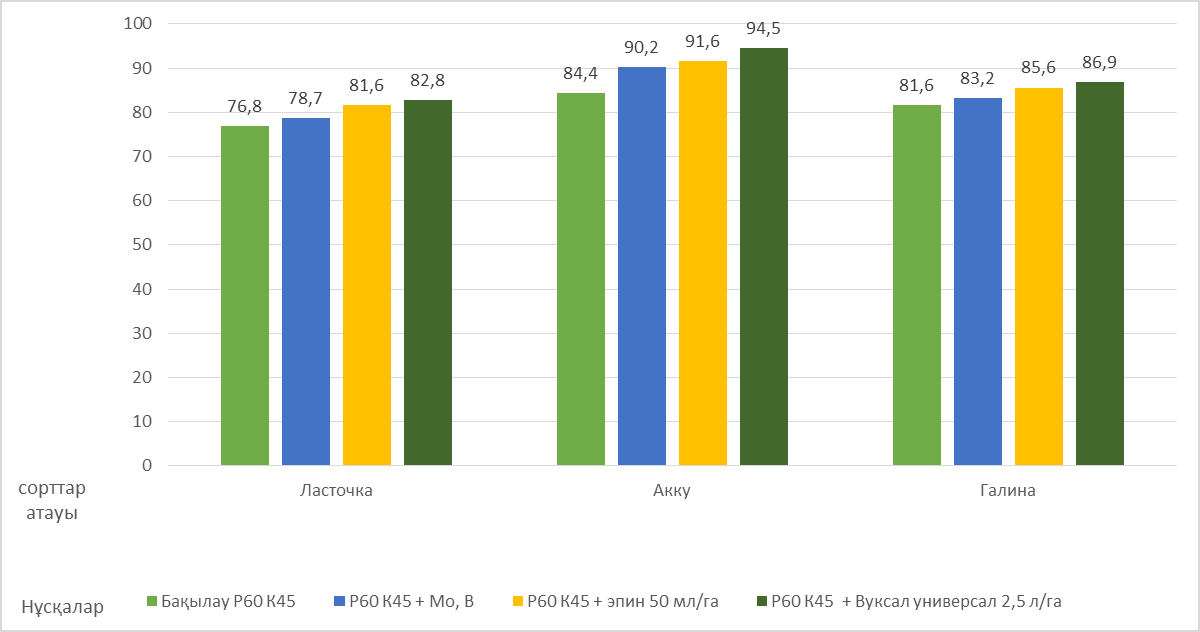 100
90
80
70
60
50
40
30
20
10
0
76,8
78,7
81,6
82,8
84,4
90,2
91,6
94,5
81,6
83,2
85,6
86,9
сорттар
атауы
Ласточка
Акку
Галина
Нұсқалар
Бақылау Р60 К45
Р60 К45 + Мо, В
Р60 К45 + эпин 50 мл/га
Р60 К45 + Вуксал универсал 2,5 л/га